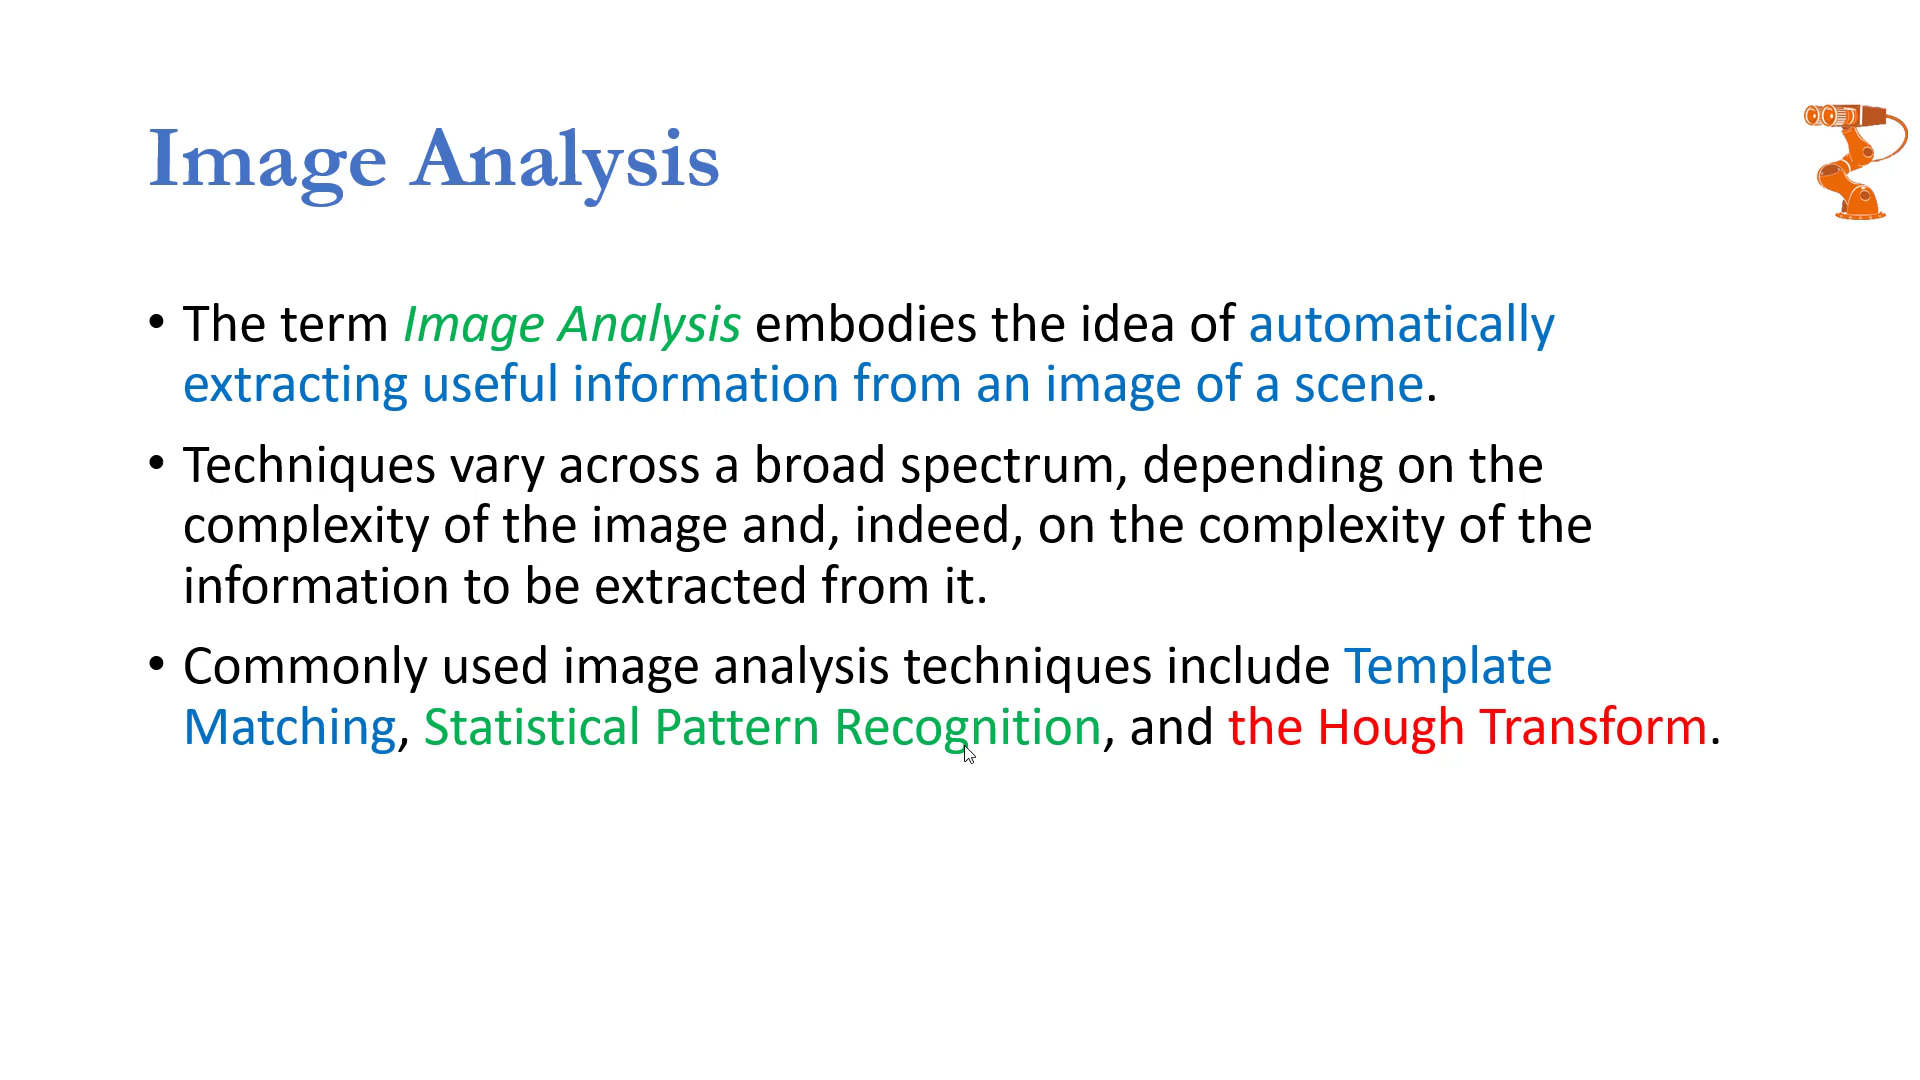 Image Analysis
• The term Image Analysis embodies the idea of automatically
extracting useful information from an image of a scene.
• Techniques vary across a broad spectrum, depending on the
complexity of the image and, indeed, on the complexity of the
information to be extracted from it.
• Commonly used image analysis techniques include Template
Matching, Statistical Pattern Recognition, and the Hough Transform.